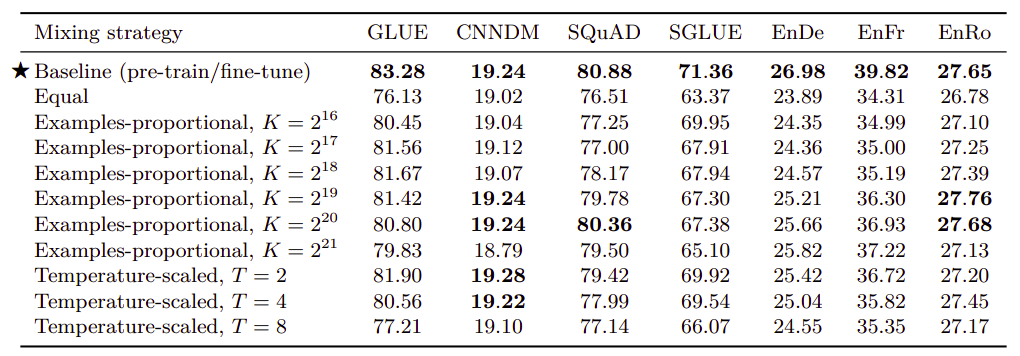 Mixing strategy GLUE CNNDM SQuAD SGLUE EnDe EnFr EnRo
★ Baseline (pre-train/fine-tune) 83.28 19.24 80.88 71.36 26.98 39.82 27.65
Equal 76.13 19.02 76.51 63.37 23.89 34.31 26.78
Examples-proportional, K = 2^16 80.45 19.04 77.25 69.95 24.35 34.99 27.10
Examples-proportional, K = 2^17 81.56 19.12 77.00 67.91 24.36 35.00 27.25
Examples-proportional, K = 2^18 81.67 19.07 78.17 67.94 24.57 35.19 27.39
Examples-proportional, K = 2^19 81.42 19.24 79.78 67.30 25.21 36.30 27.76
Examples-proportional, K = 2^20 80.80 19.24 80.36 67.38 25.66 36.93 27.68
Examples-proportional, K = 2^21 79.83 18.79 79.50 65.10 25.82 37.22 27.13
Temperature-scaled, T = 2 81.90 19.28 79.42 69.92 25.42 36.72 27.20
Temperature-scaled, T = 4 80.56 19.22 77.99 69.54 25.04 35.82 27.45
Temperature-scaled, T = 8 77.21 19.10 77.14 66.07 24.55 35.35 27.17